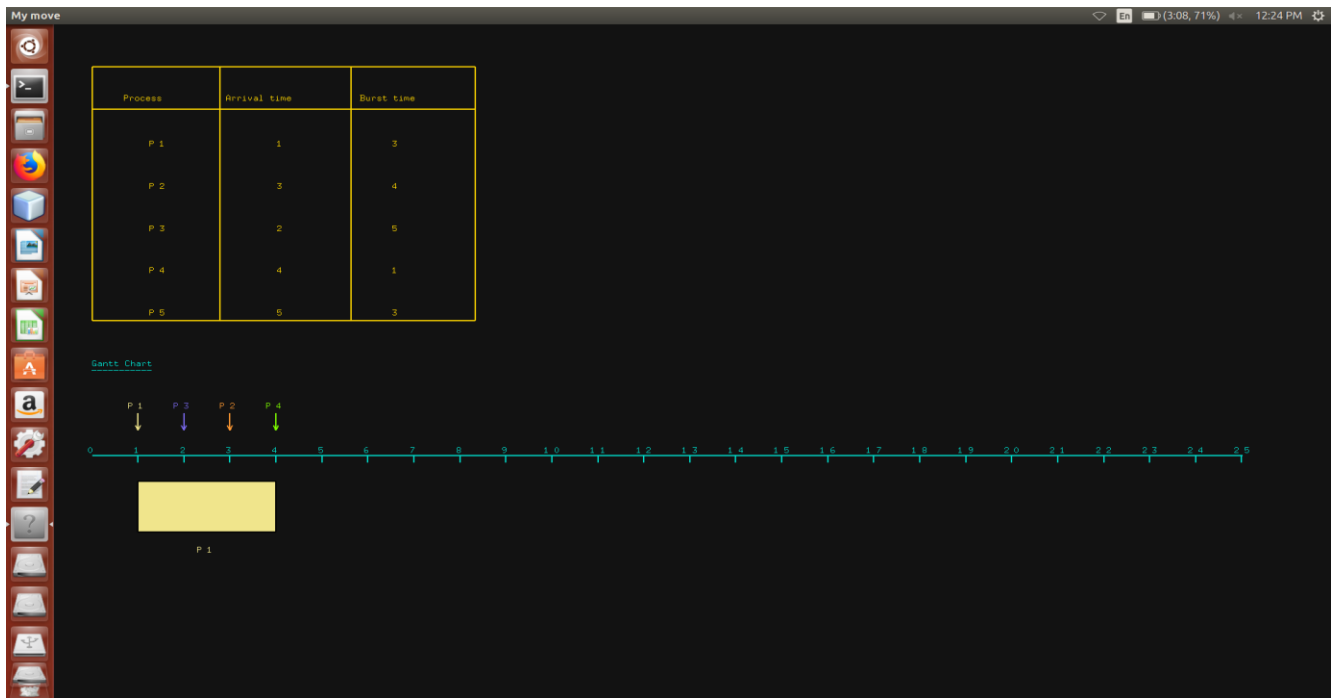 My move En (3:08, 71%) 12:24 PM
Process Arrival time Burst time
P 1 1 3
P 2 3 4
P 3 2 5
P 4 4 1
P 5 5 3
Gantt Chart
P 1 P 3 P 2 P 4
0 1 2 3 4 5 6 7 8 9 10 11 12 13 14 15 16 17 18 19 20 21 22 23 24 25
P 1